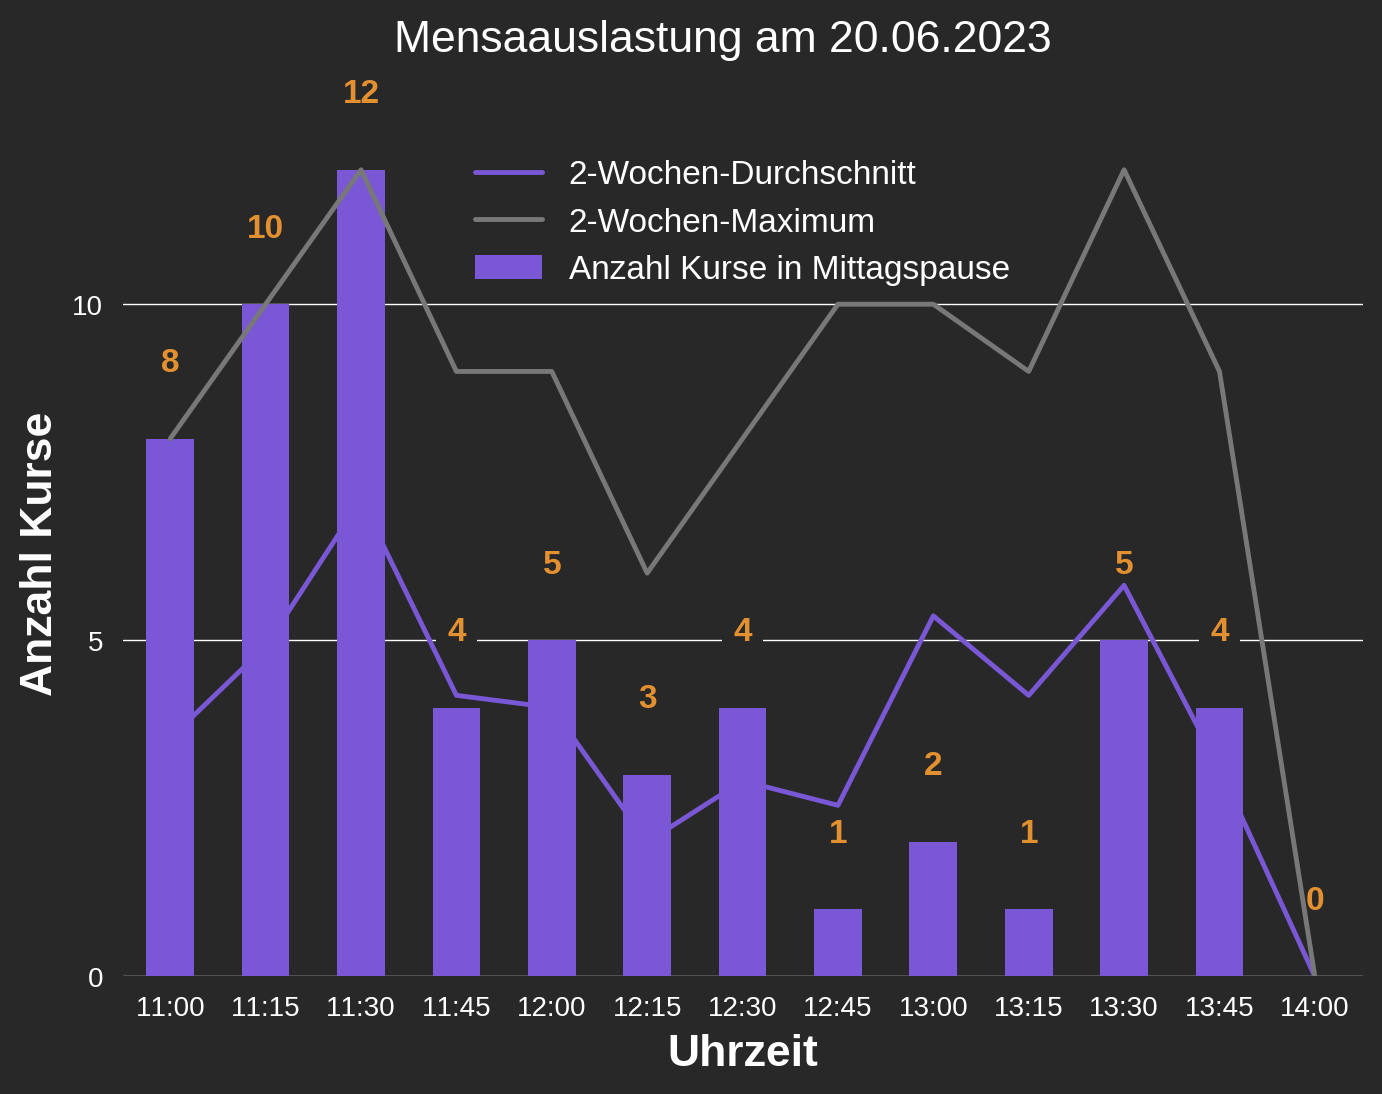 Mensaauslastung am 20.06.2023
12
2-Wochen-Durchschnitt
2-Wochen-Maximum
Anzahl Kurse in Mittagspause
10
8
5
5
4
4
4
3
2
1
1
0
10
5
0
Anzahl Kurse
11:00 11:15 11:30 11:45 12:00 12:15 12:30 12:45 13:00 13:15 13:30 13:45 14:00
Uhrzeit